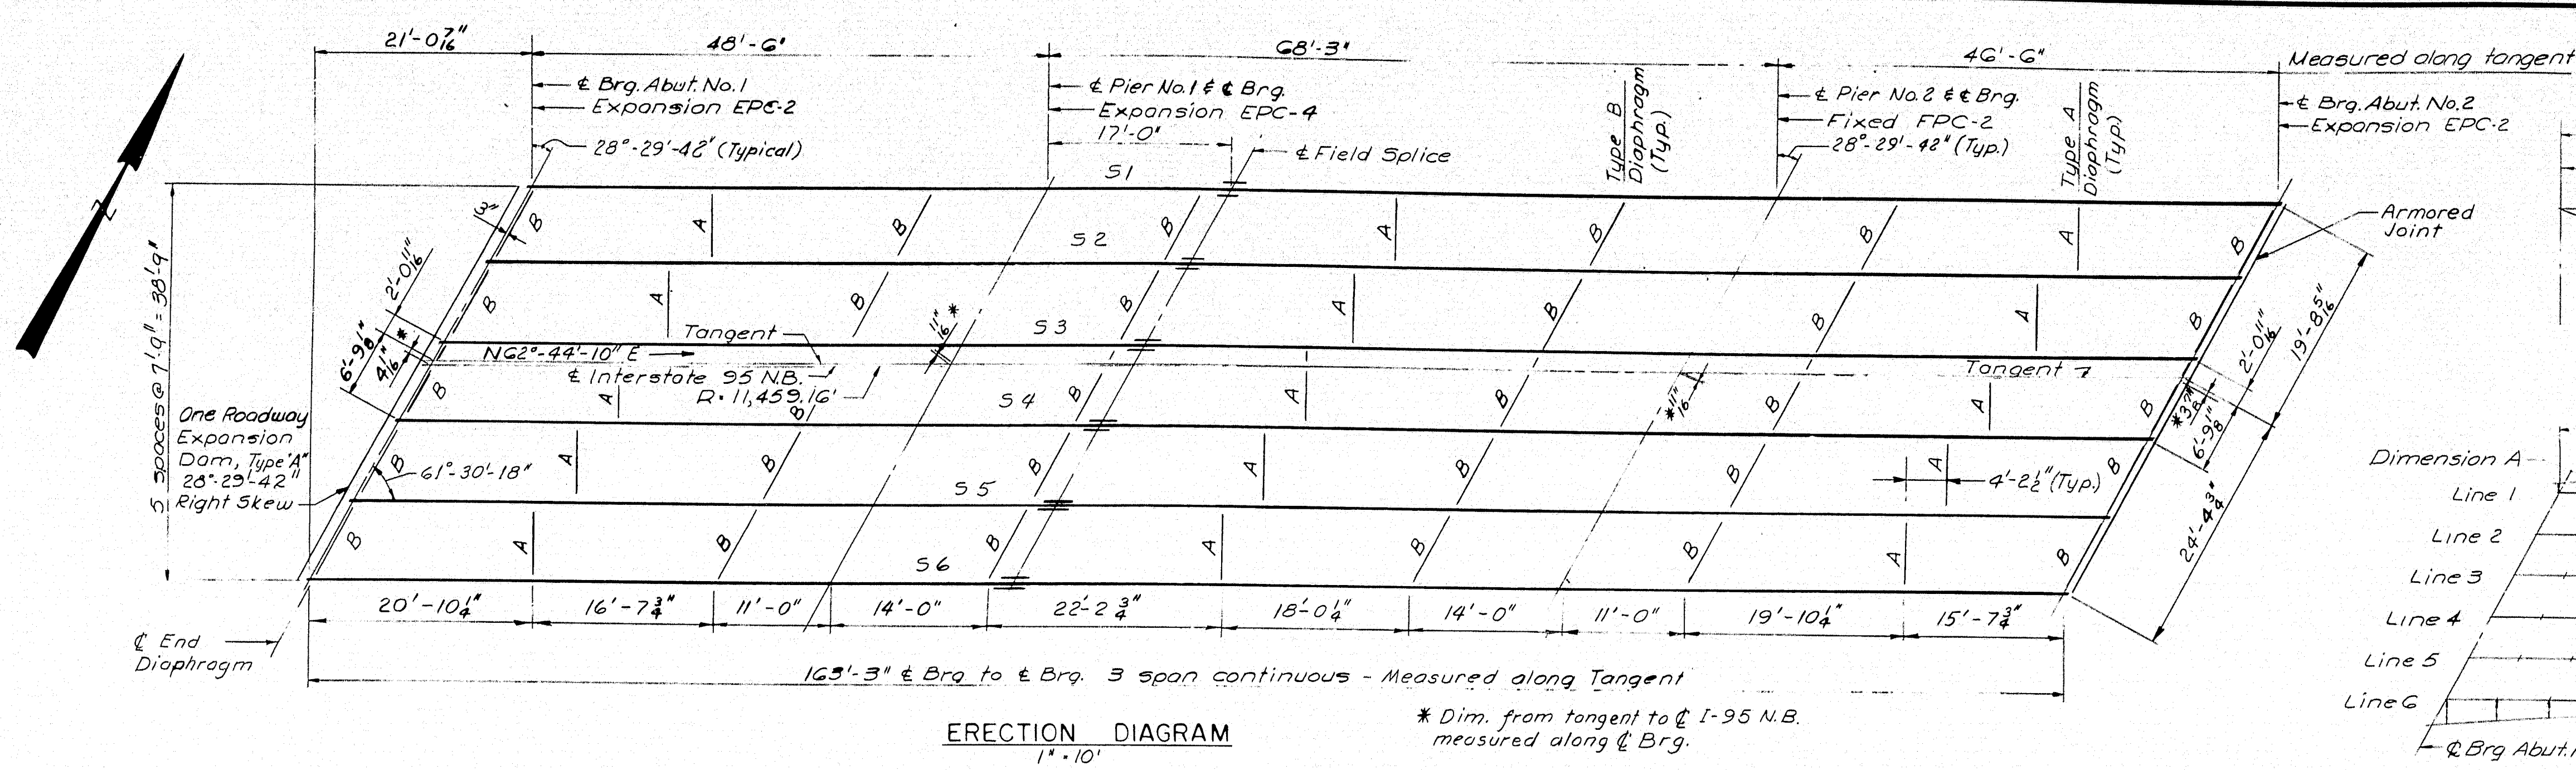 21'-0 7/16"
48'-6"
68'-3"
46'-6"
Measured along tangent
℄ Brg. Abut. No.1
Expansion EPC-2
28°-29'-42" (Typical)
℄ Pier No.1 & ℄ Brg.
Expansion EPC-4
17'-0"
℄ Field Splice
Type B
Diaphragm
(Typ.)
℄ Pier No.2 & ℄ Brg.
Fixed FPC-2
28°-29'-42" (Typ.)
Type A
Diaphragm
(Typ.)
℄ Brg. Abut. No.2
Expansion EPC-2
Z
S1
3"
B A B B A B B A B
S2
Armored
Joint
5 spaces @ 7'-9" = 38'-9"
2'-0 11/16"
B A B B A B B A B
S3
11/16" *
6'-9 1/8"
4 1/16" *
Tangent
N62°-44'-10" E
℄ Interstate 95 N.B.
R=11,459.16'
Tangent
2'-0 11/16"
19'-8 5/16"
B A B B A B B A B
S4
*11/16"
*3 7/8"
6'-9 1/8"
One Roadway
Expansion
Dam, Type "A"
28°-29'-42"
Right Skew
B A B B A B B A B
61°-30'-18"
S5
4'-2 1/2" (Typ.)
24'-4 3/4"
B A B B A B B A B
S6
20'-10 1/4"
16'-7 3/4"
11'-0"
14'-0"
22'-2 3/4"
18'-0 1/4"
14'-0"
11'-0"
19'-10 1/4"
15'-7 3/4"
℄ End
Diaphragm
163'-3" ℄ Brg to ℄ Brg. 3 span continuous - Measured along Tangent
ERECTION DIAGRAM
1"=10'
* Dim. from tangent to ℄ I-95 N.B.
measured along ℄ Brg.
Dimension A
Line 1
Line 2
Line 3
Line 4
Line 5
Line 6
℄ Brg Abut.